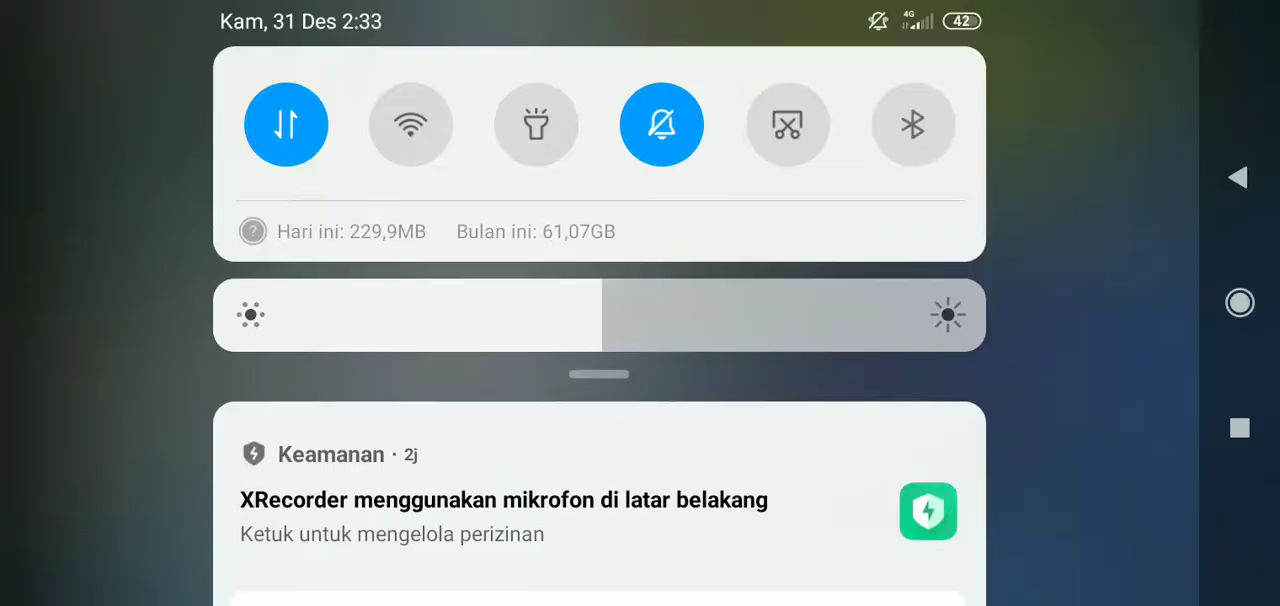 Kam, 31 Des 2:33
4G
42
Hari ini: 229,9MB Bulan ini: 61,07GB
Keamanan · 2j
XRecorder menggunakan mikrofon di latar belakang
Ketuk untuk mengelola perizinan